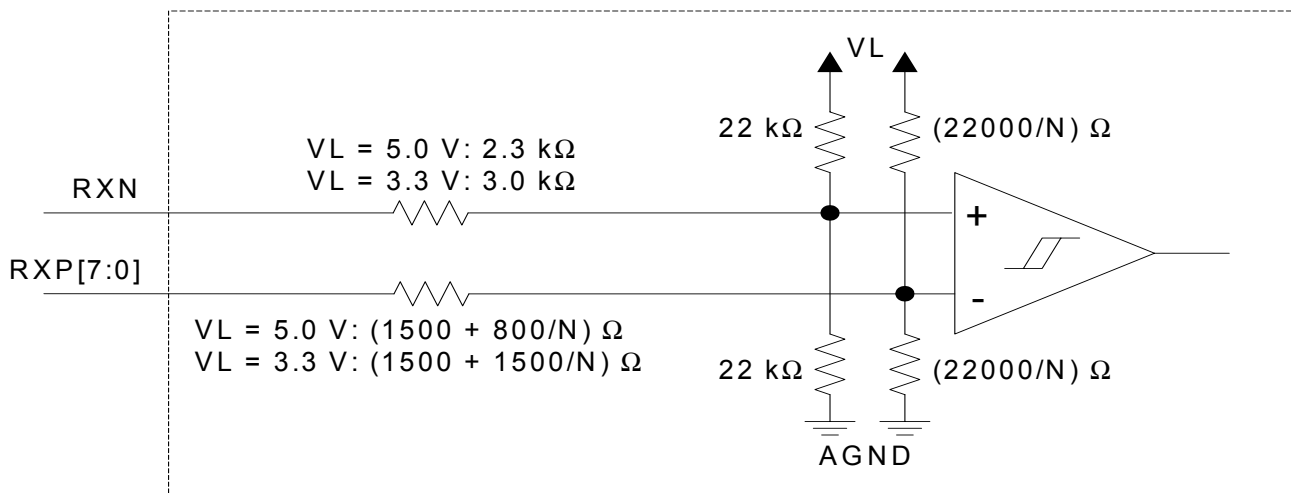 VL
22 kΩ
(22000/N) Ω
VL = 5.0 V: 2.3 kΩ
VL = 3.3 V: 3.0 kΩ
RXN
+
RXP[7:0]
-
VL = 5.0 V: (1500 + 800/N) Ω
VL = 3.3 V: (1500 + 1500/N) Ω
22 kΩ
(22000/N) Ω
AGND